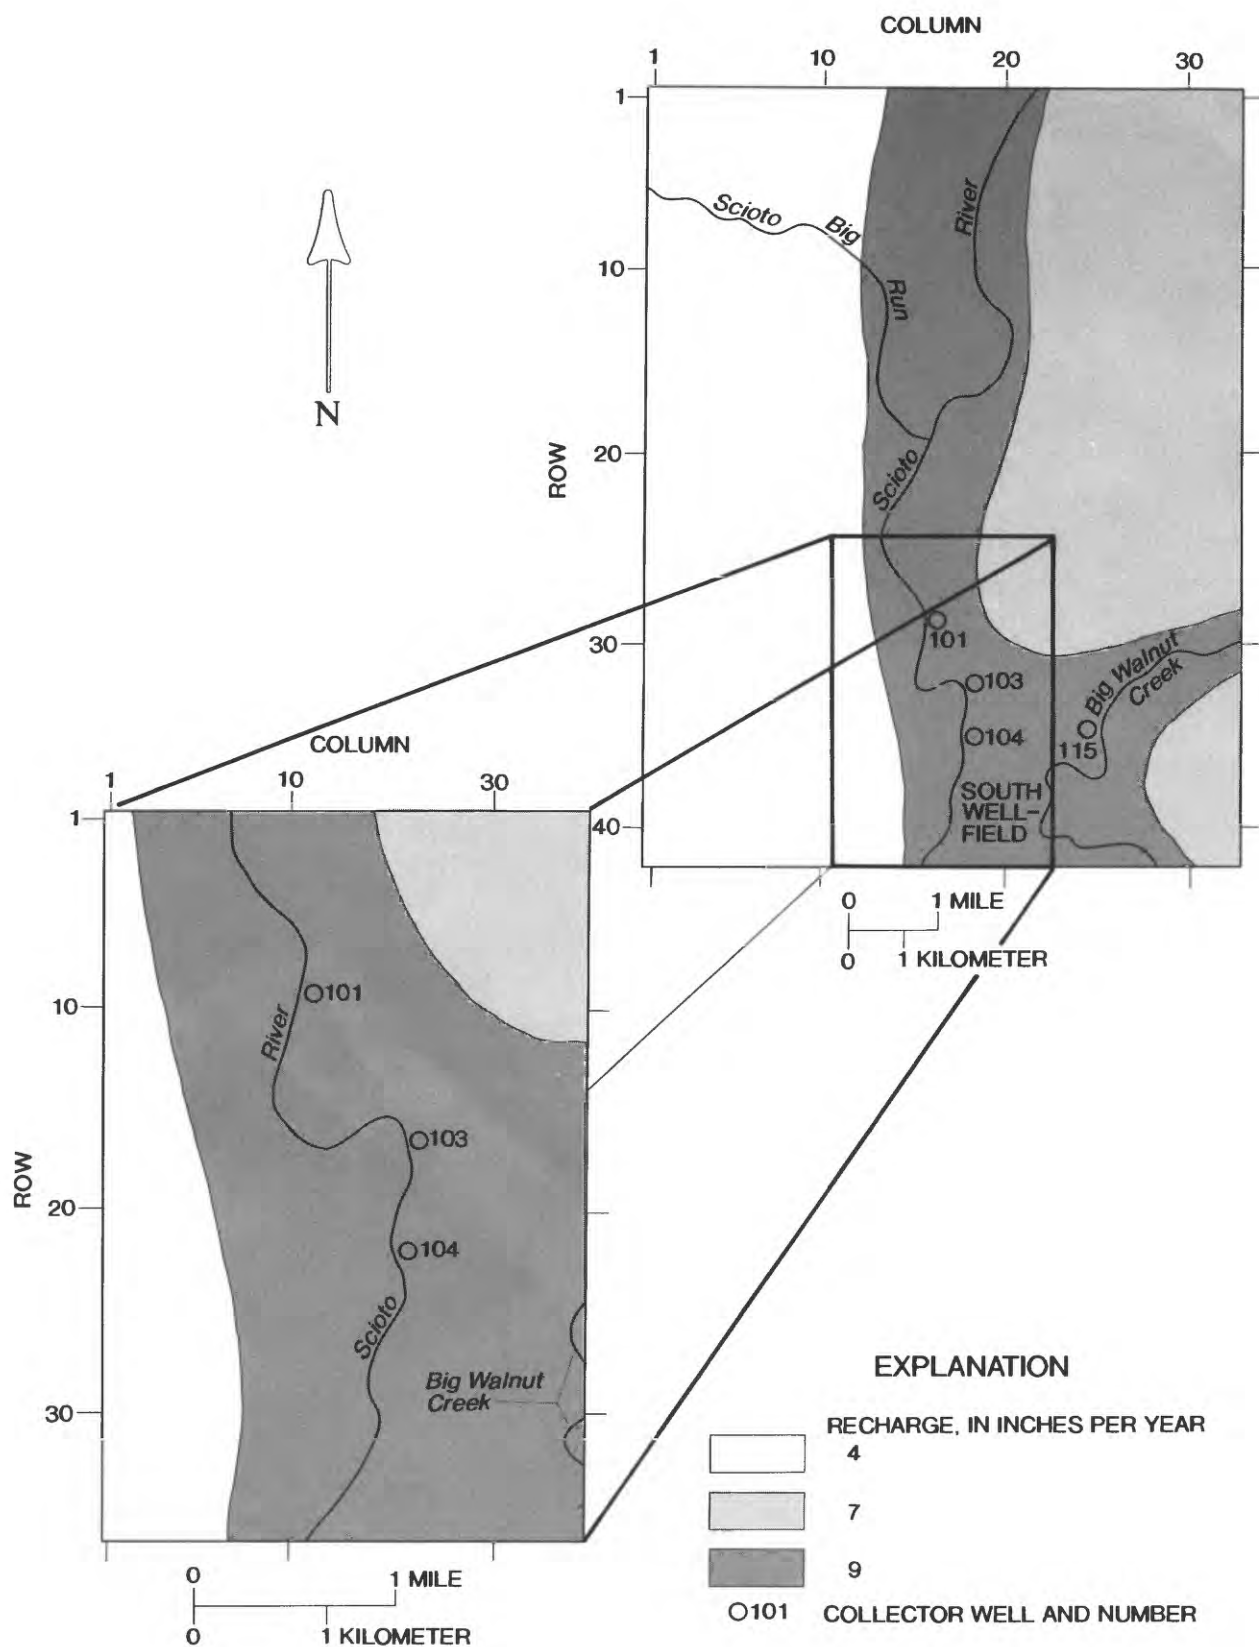 COLUMN
1 10 20 30
1
Scioto Big Run
River
10
N
ROW
20
Scioto
30
101
103
Big Walnut
Creek
104
115
SOUTH
WELL-
FIELD
40
0 1 MILE
0 1 KILOMETER
COLUMN
1 10 30
1
10
101
River
103
ROW
20
104
Scioto
Big Walnut
Creek
30
0 1 MILE
0 1 KILOMETER
EXPLANATION
RECHARGE, IN INCHES PER YEAR
4
7
9
101 COLLECTOR WELL AND NUMBER